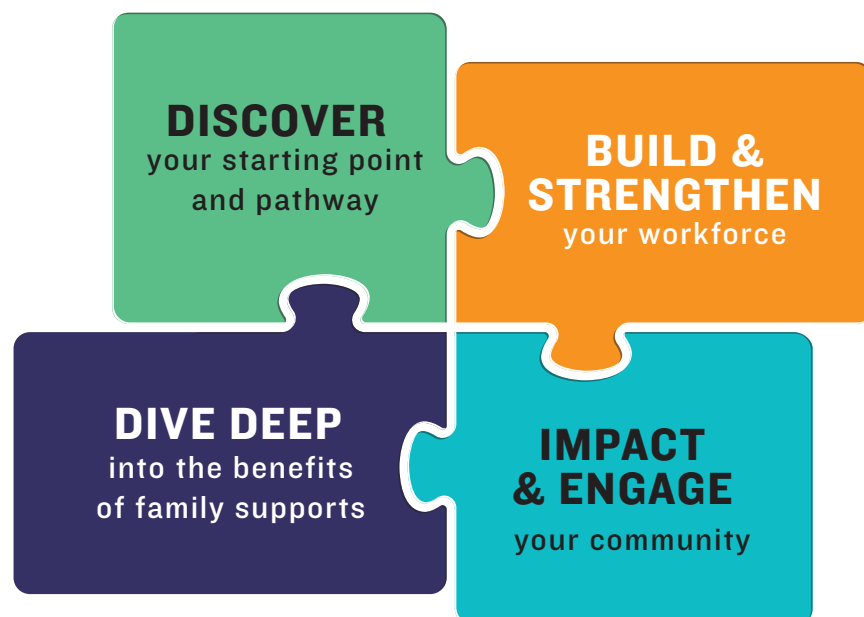 DISCOVER
your starting point
and pathway
BUILD &
STRENGTHEN
your workforce
DIVE DEEP
into the benefits
of family supports
IMPACT
& ENGAGE
your community